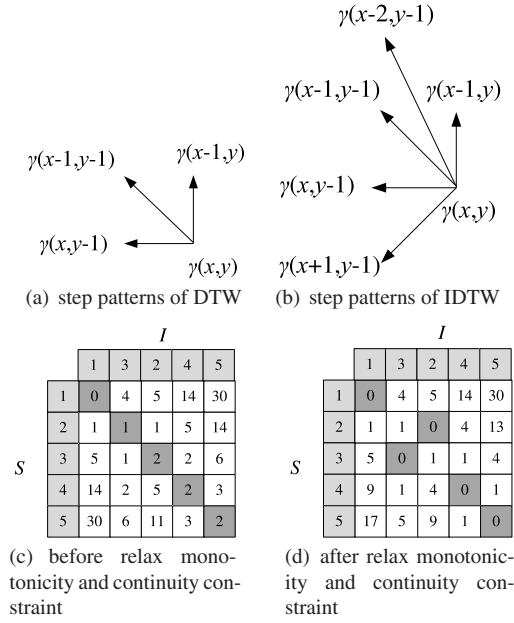 γ(x-2,y-1)
γ(x-1,y-1) γ(x-1,y)
γ(x,y-1)
γ(x,y)
γ(x+1,y-1)
γ(x-1,y-1) γ(x-1,y)
γ(x,y-1)
γ(x,y)
(a) step patterns of DTW
(b) step patterns of IDTW
I
1 3 2 4 5
1 0 4 5 14 30
2 1 1 1 5 14
S 3 5 1 2 2 6
4 14 2 5 2 3
5 30 6 11 3 2
(c) before relax mono-
tonicity and continuity con-
straint
I
1 3 2 4 5
1 0 4 5 14 30
2 1 1 0 4 13
S 3 5 0 1 1 4
4 9 1 4 0 1
5 17 5 9 1 0
(d) after relax monotonic-
ity and continuity con-
straint